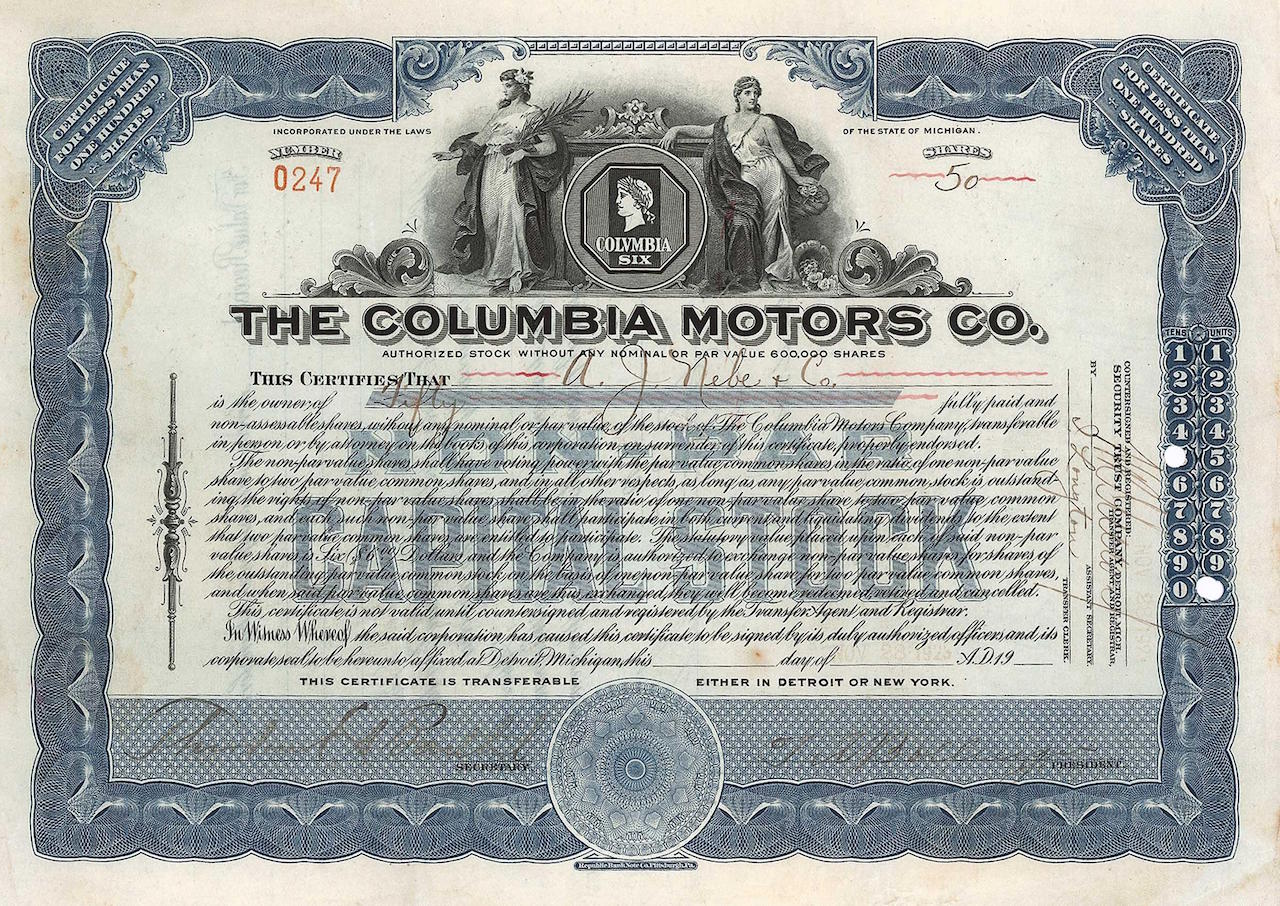 CERTIFICATE
FOR LESS THAN
ONE HUNDRED
SHARES
CERTIFICATE
FOR LESS THAN
ONE HUNDRED
SHARES
INCORPORATED UNDER THE LAWS
OF THE STATE OF MICHIGAN.
NUMBER
0247
SHARES
50
COLVMBIA
SIX
THE COLUMBIA MOTORS CO.
AUTHORIZED STOCK WITHOUT ANY NOMINAL OR PAR VALUE 600,000 SHARES
THIS CERTIFIES THAT A. J. Nebe & Co.
is the owner of Fifty fully paid and
non-assessable shares, without any nominal or par value, of the stock of The Columbia Motors Company, transferable
in person or by attorney on the books of this corporation, on surrender of this certificate, properly endorsed.
The non-par value shares shall have voting power with the par value common shares in the ratio of one non-par value
share to two par value common shares, and in all other respects, as long as any par value common stock is outstand-
ing, the rights of non-par value shares shall be in the ratio of one non-par value share to two par value common
shares, and each such non-par value share shall participate in both current and liquidating dividends to the extent
that two par value common shares are entitled to participate. The statutory value placed upon each of said non-par
value shares is Six ($6.00) Dollars and the Company is authorized to exchange non-par value shares for shares of
the outstanding par value common stock on the basis of one non-par value share for two par value common shares,
and when said par value common shares are thus exchanged, they will become redeemed, retired and cancelled.
This certificate is not valid until countersigned and registered by the Transfer Agent and Registrar.
In Witness Whereof, the said corporation has caused this certificate to be signed by its duly authorized officers, and its
corporate seal to be hereunto affixed at Detroit, Michigan, this day of A.D. 19
NON-PAR
CAPITAL STOCK
THIS CERTIFICATE IS TRANSFERABLE
EITHER IN DETROIT OR NEW YORK.
SECRETARY.
PRESIDENT.
COUNTERSIGNED AND REGISTERED:
SECURITY TRUST COMPANY, DETROIT, MICH.
TRANSFER AGENT AND REGISTRAR
BY
ASSISTANT SECRETARY
TRANSFER CLERK
TENS UNITS
1 1
2 2
3 3
4 4
5
6 6
7 7
8 8
9 9
0
Republic Bank Note Co. Pittsburgh, Pa.